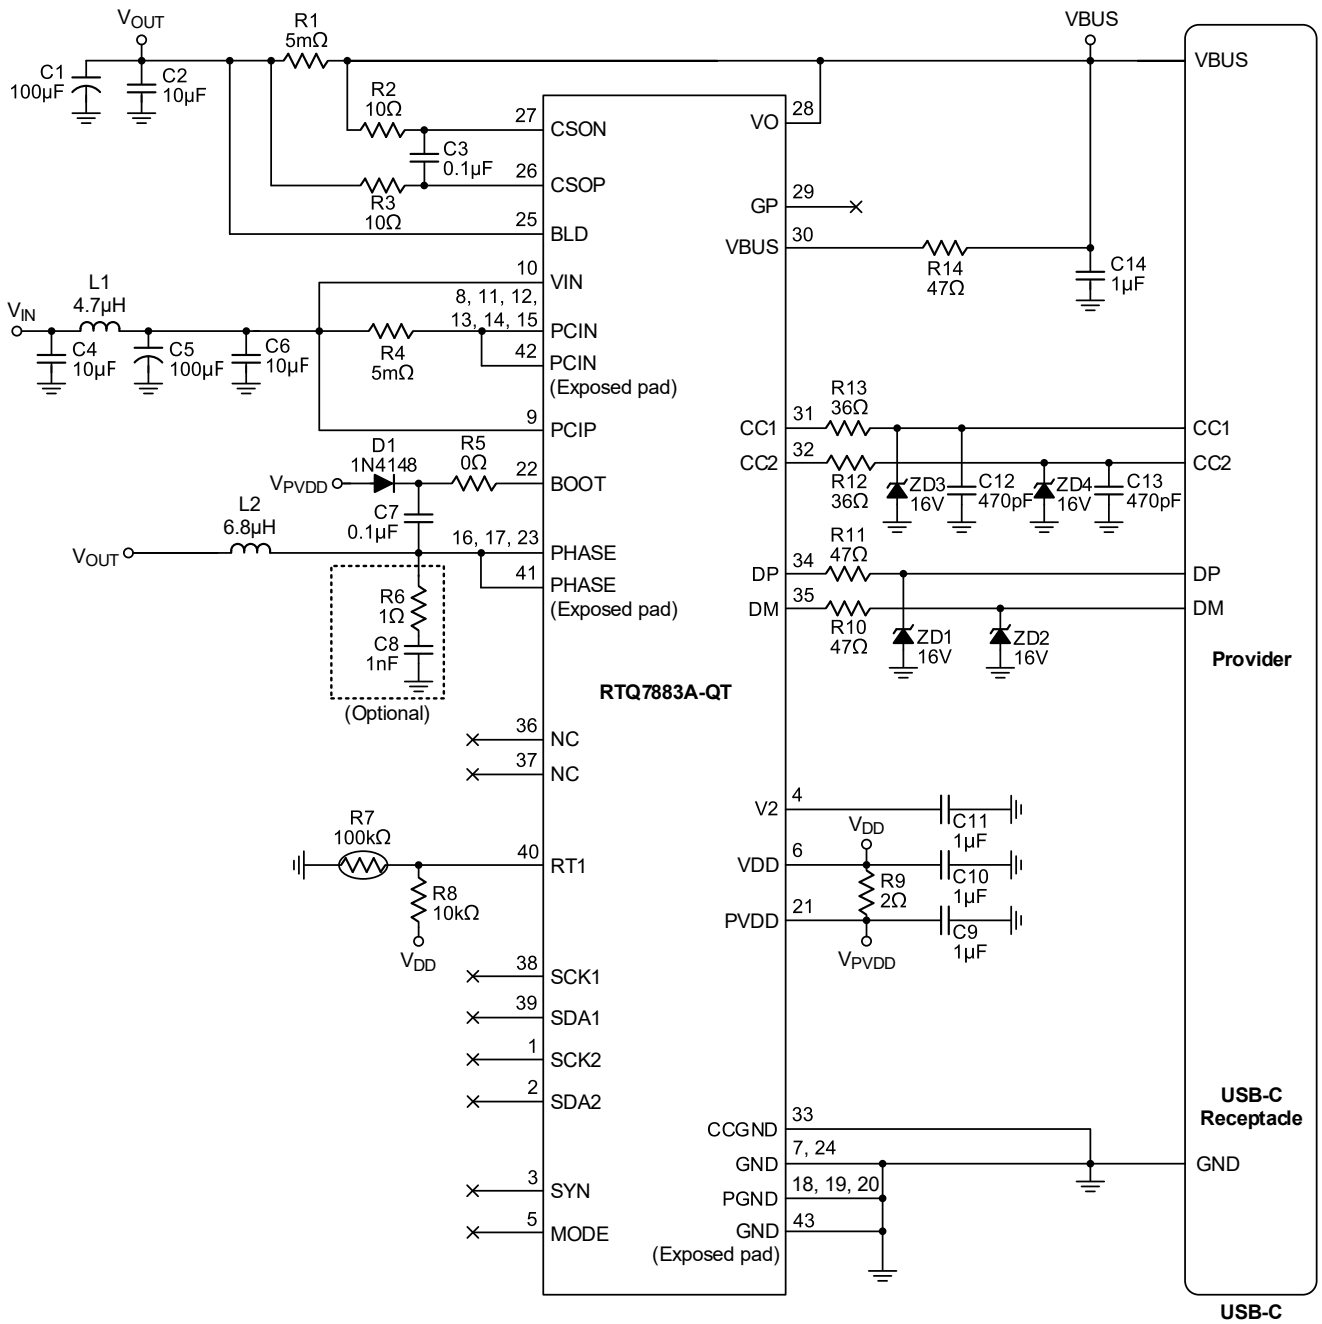 VOUT
R1
5mΩ
VBUS
C1
100µF
C2
10µF
VBUS
R2
10Ω
27
CSON
28
VO
C3
0.1µF
26
CSOP
R3
10Ω
29
GP
25
BLD
30
VBUS
R14
47Ω
C14
1µF
10
VIN
L1
4.7µH
8, 11, 12,
13, 14, 15
PCIN
VIN
R4
5mΩ
C4
10µF
C5
100µF
C6
10µF
42
PCIN
(Exposed pad)
9
PCIP
R13
36Ω
31
CC1
CC1
32
CC2
CC2
R12
36Ω
ZD3
16V
C12
470pF
ZD4
16V
C13
470pF
D1
1N4148
R5
0Ω
VPVDD
22
BOOT
C7
0.1µF
L2
6.8µH
VOUT
16, 17, 23
PHASE
41
PHASE
(Exposed pad)
R11
47Ω
34
DP
DP
35
DM
DM
R10
47Ω
ZD1
16V
ZD2
16V
R6
1Ω
C8
1nF
(Optional)
Provider
RTQ7883A-QT
36
NC
37
NC
4
V2
C11
1µF
R7
100kΩ
40
RT1
R8
10kΩ
VDD
VDD
6
VDD
C10
1µF
R9
2Ω
21
PVDD
C9
1µF
VPVDD
38
SCK1
39
SDA1
1
SCK2
2
SDA2
USB-C
Receptacle
33
CCGND
7, 24
GND
GND
18, 19, 20
PGND
43
GND
(Exposed pad)
3
SYN
5
MODE
USB-C